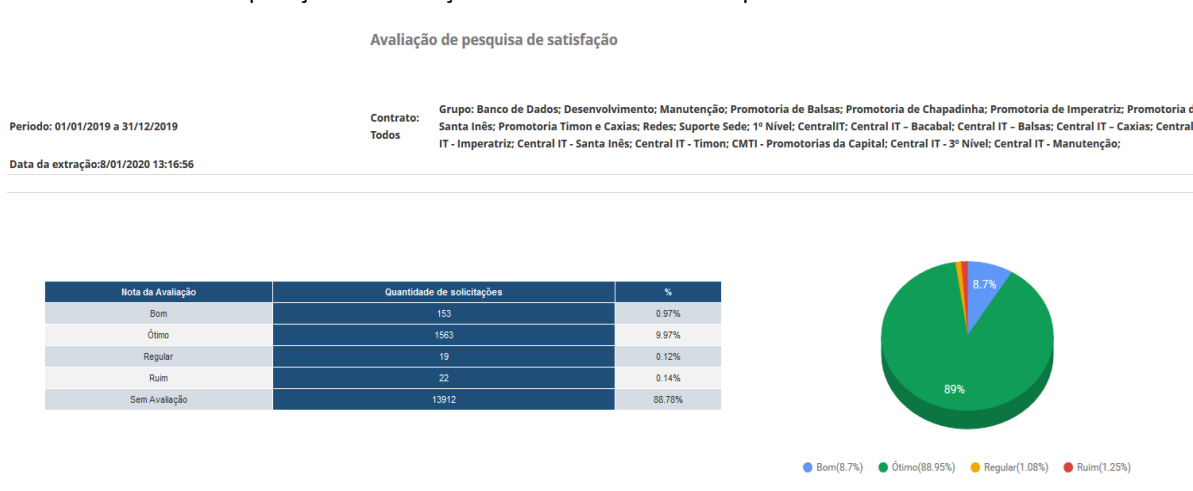 Avaliação de pesquisa de satisfação
Periodo: 01/01/2019 a 31/12/2019
Data da extração:8/01/2020 13:16:56
Contrato:
Todos
Grupo: Banco de Dados; Desenvolvimento; Manutenção; Promotoria de Balsas; Promotoria de Chapadinha; Promotoria de Imperatriz; Promotoria
Santa Inês; Promotoria Timon e Caxias; Redes; Suporte Sede; 1º Nível; CentralIT; Central IT – Bacabal; Central IT – Balsas; Central IT – Caxias; Central
IT - Imperatriz; Central IT - Santa Inês; Central IT - Timon; CMTI - Promotorias da Capital; Central IT - 3º Nível; Central IT - Manutenção;
Nota da Avaliação Quantidade de solicitações %
Bom 153 0.97%
Ótimo 1563 9.97%
Regular 19 0.12%
Ruim 22 0.14%
Sem Avaliação 13912 88.78%
8.7%
89%
Bom(8.7%) Ótimo(88.95%) Regular(1.08%) Ruim(1.25%)